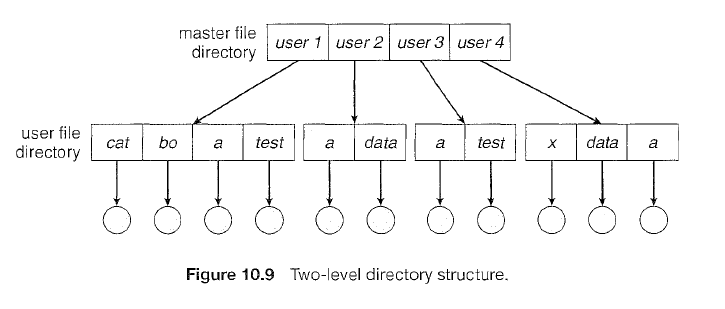 master file
directory
user 1 user 2 user 3 user 4
user file
directory
cat bo a test a data a test x data a
Figure 10.9 Two-level directory structure.